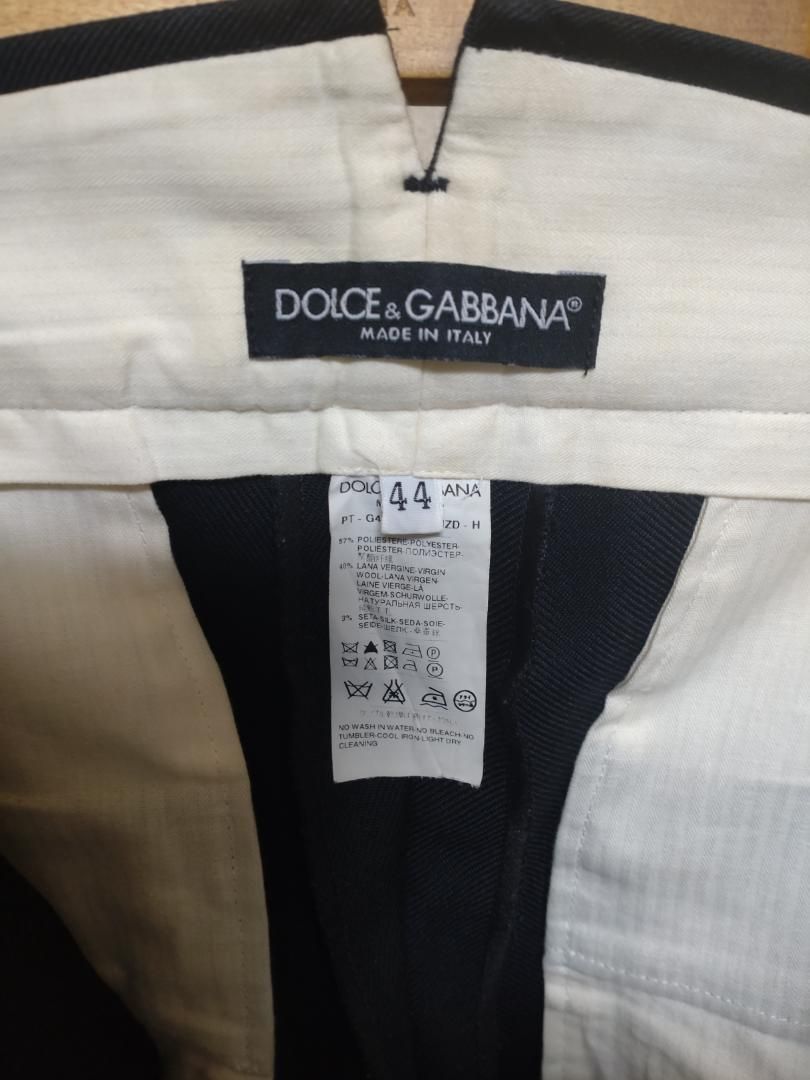 DOLCE & GABBANA®
MADE IN ITALY
44
PT - G4 ZD - H
57% POLIESTERE-POLYESTER-
POLIESTER-ПОЛИЭСТЕР-
40% LANA VERGINE-VIRGIN
WOOL-LANA VIRGEN-
LAINE VIERGE-LÃ
VIRGEM-SCHURWOLLE-
НАТУРАЛЬНАЯ ШЕРСТЬ-
3% SETA-SILK-SEDA-SOIE-
SEIDE-ШЕЛК-
P
P
NO WASH IN WATER-NO BLEACH-NO
TUMBLER-COOL IRON-LIGHT DRY
CLEANING